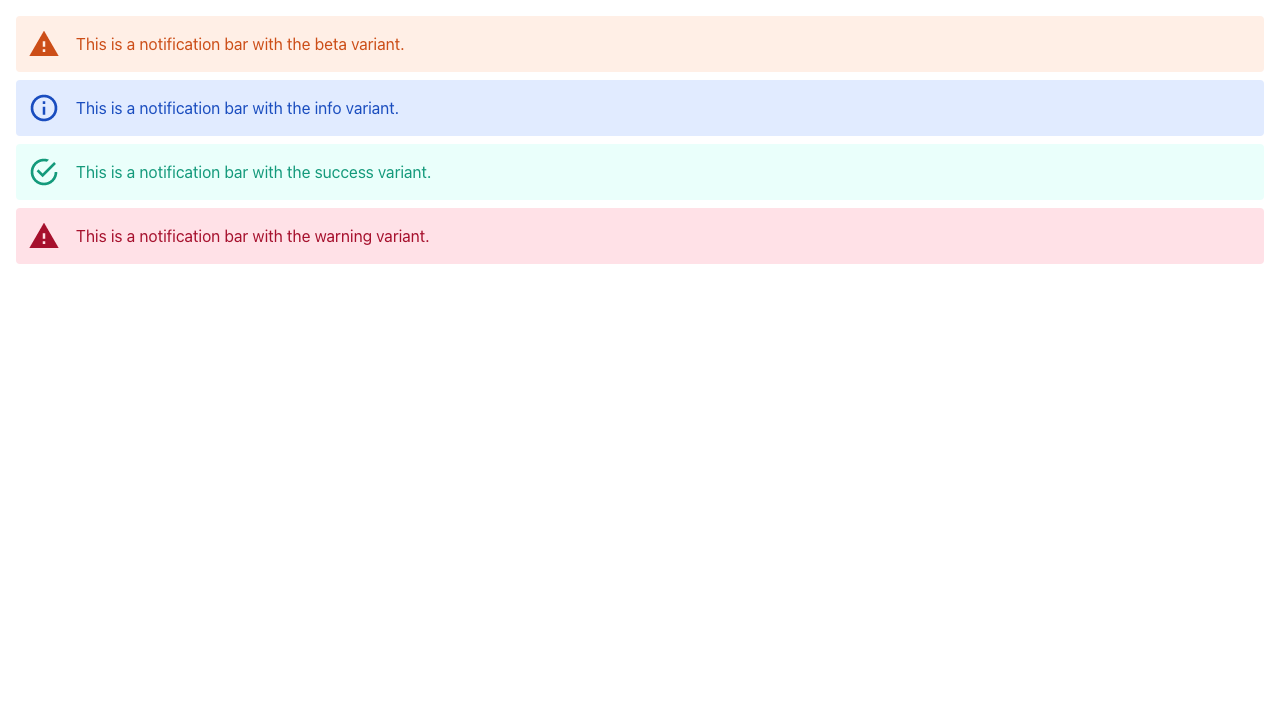 This is a notification bar with the beta variant.
This is a notification bar with the info variant.
This is a notification bar with the success variant.
This is a notification bar with the warning variant.